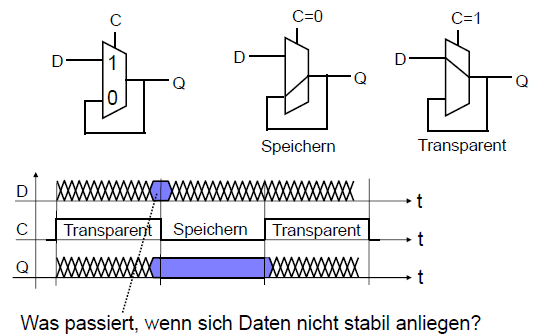 C
D
1
0
Q
C=0
D
Q
Speichern
C=1
D
Q
Transparent
D
t
C
Transparent
Speichern
Transparent
t
Q
t
Was passiert, wenn sich Daten nicht stabil anliegen?